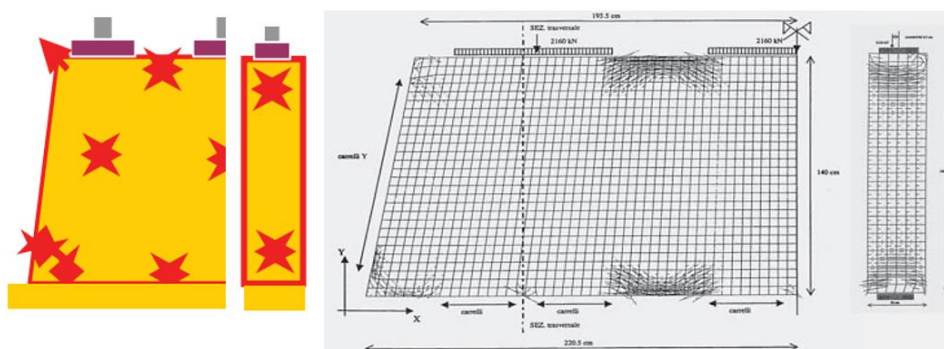 195.5 cm
SEZ. trasversale
2160 kN
2160 kN
carrelli Y
140 cm
Y
X
carrelli
carrelli
carrelli
SEZ. trasversale
220.5 cm